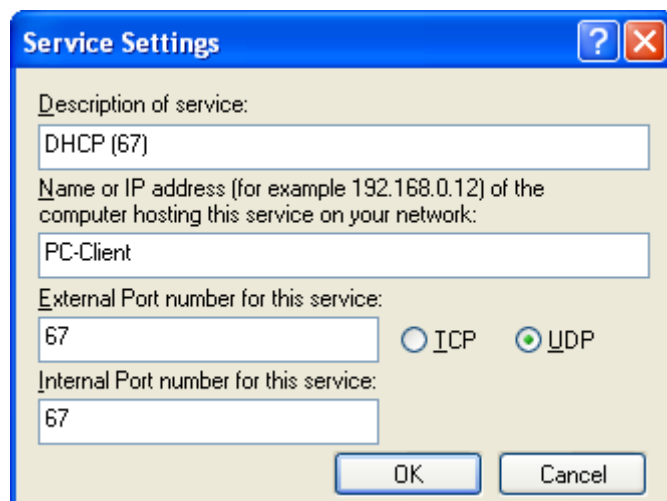 Service Settings
?
Description of service:
DHCP (67)
Name or IP address (for example 192.168.0.12) of the
computer hosting this service on your network:
PC-Client
External Port number for this service:
67 TCP UDP
Internal Port number for this service:
67
OK Cancel